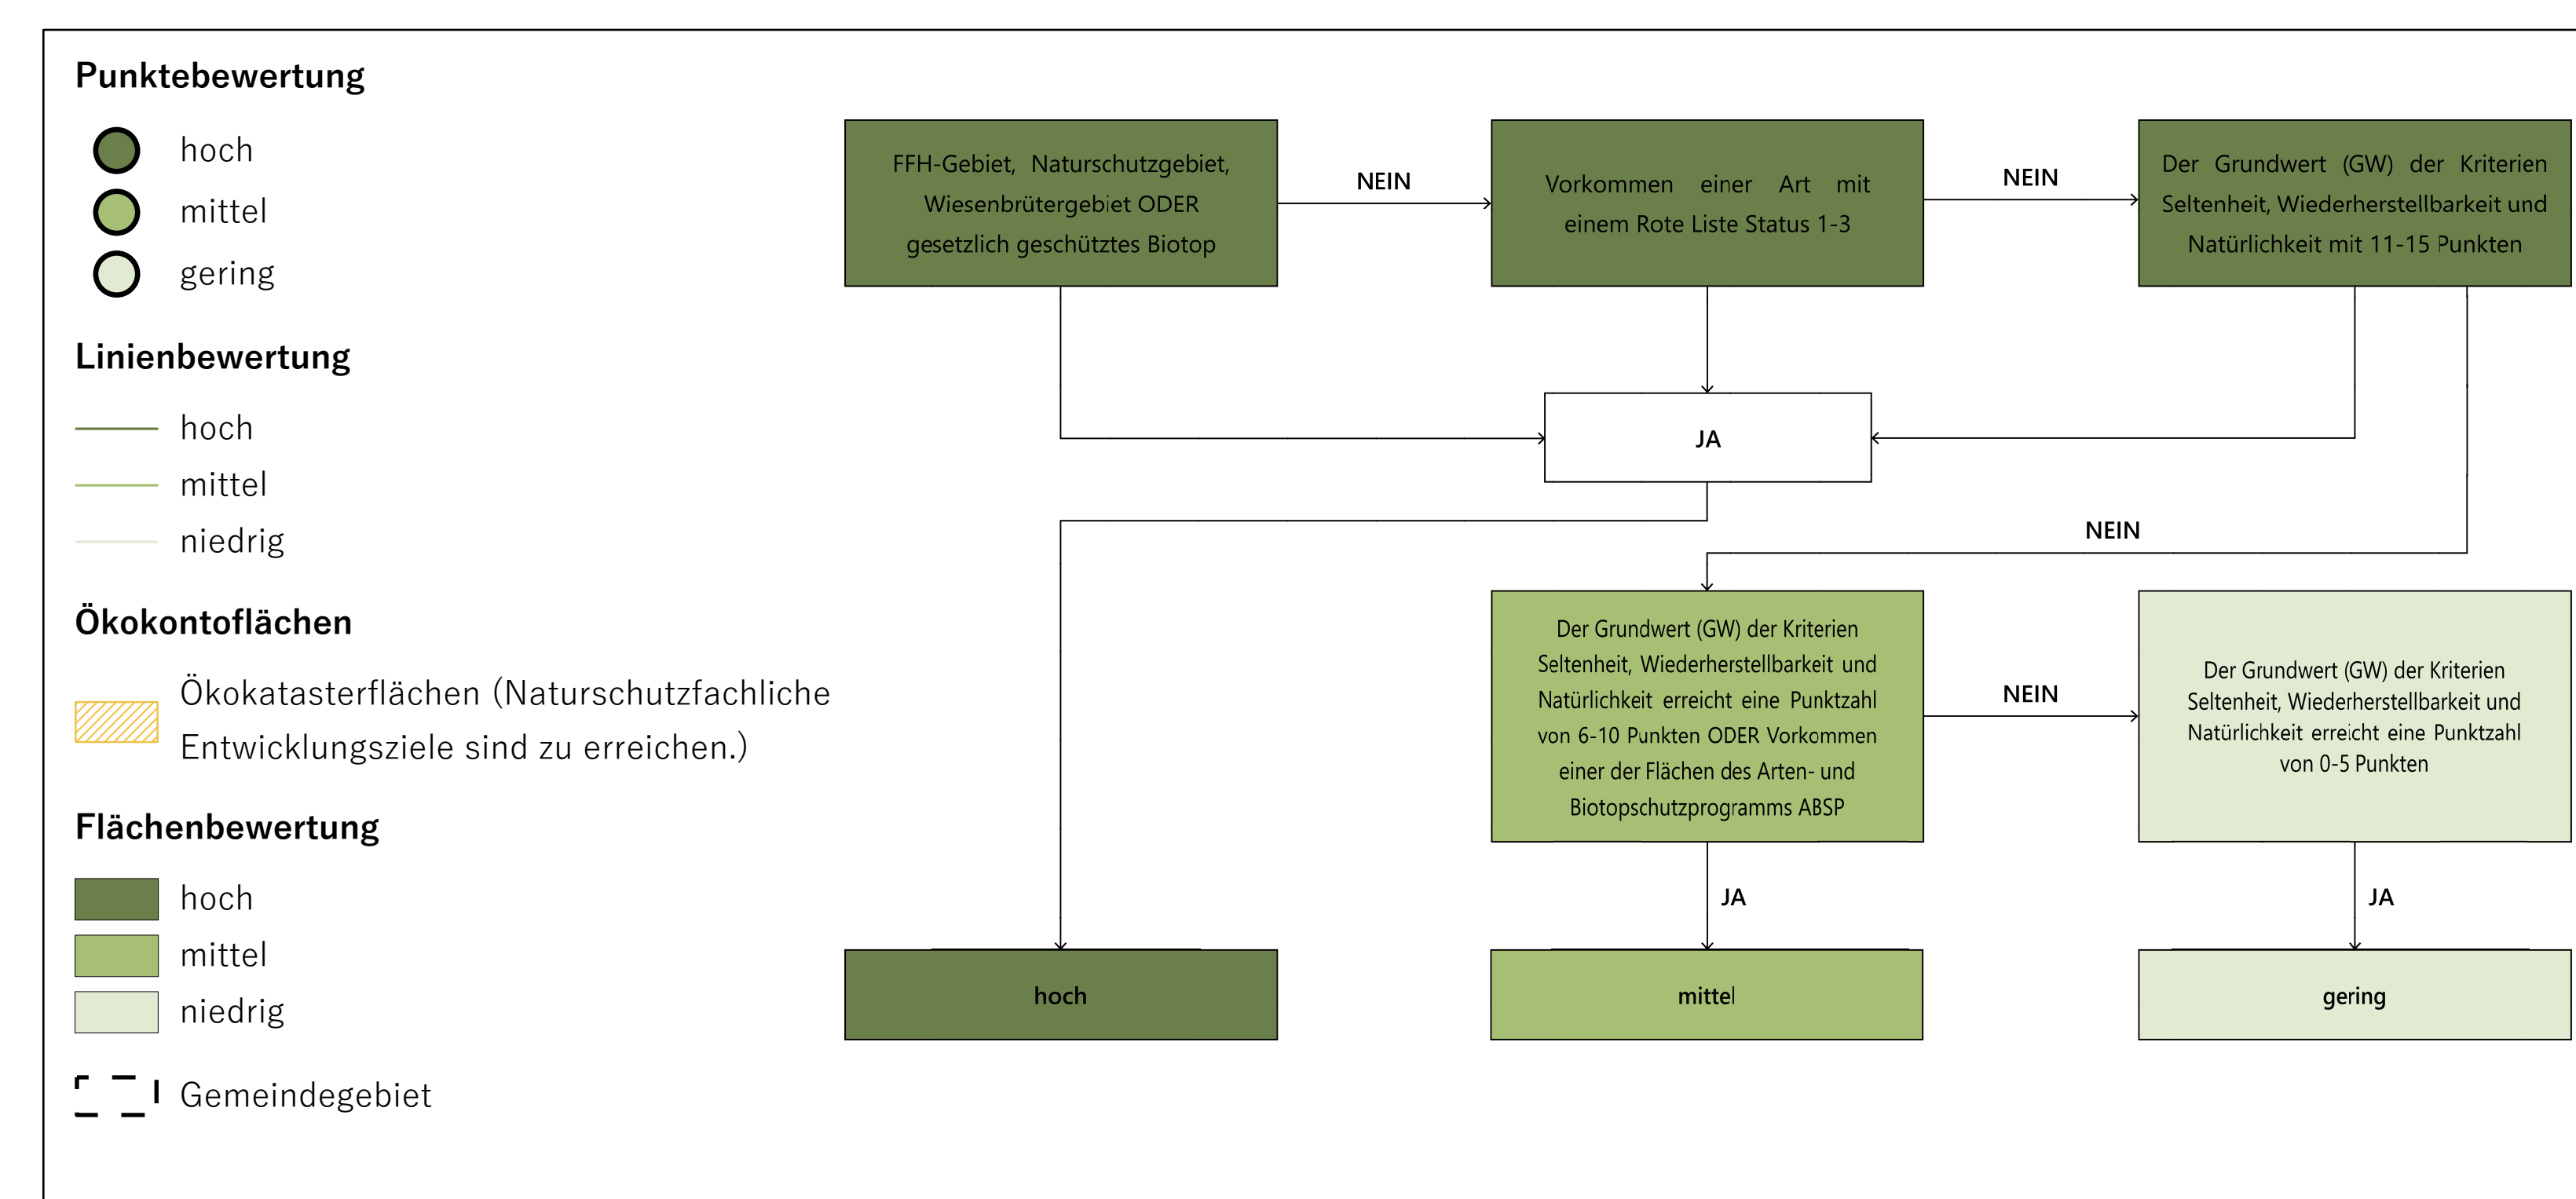 Punktebewertung
hoch
mittel
gering
Linienbewertung
hoch
mittel
niedrig
Ökokontoflächen
Ökokatasterflächen (Naturschutzfachliche
Entwicklungsziele sind zu erreichen.)
Flächenbewertung
hoch
mittel
niedrig
Gemeindegebiet
FFH-Gebiet, Naturschutzgebiet,
Wiesenbrütergebiet ODER
gesetzlich geschütztes Biotop
NEIN
Vorkommen einer Art mit
einem Rote Liste Status 1-3
NEIN
Der Grundwert (GW) der Kriterien
Seltenheit, Wiederherstellbarkeit und
Natürlichkeit mit 11-15 Punkten
JA
NEIN
Der Grundwert (GW) der Kriterien
Seltenheit, Wiederherstellbarkeit und
Natürlichkeit erreicht eine Punktzahl
von 6-10 Punkten ODER Vorkommen
einer der Flächen des Arten- und
Biotopschutzprogramms ABSP
NEIN
Der Grundwert (GW) der Kriterien
Seltenheit, Wiederherstellbarkeit und
Natürlichkeit erreicht eine Punktzahl
von 0-5 Punkten
JA
JA
hoch
mittel
gering